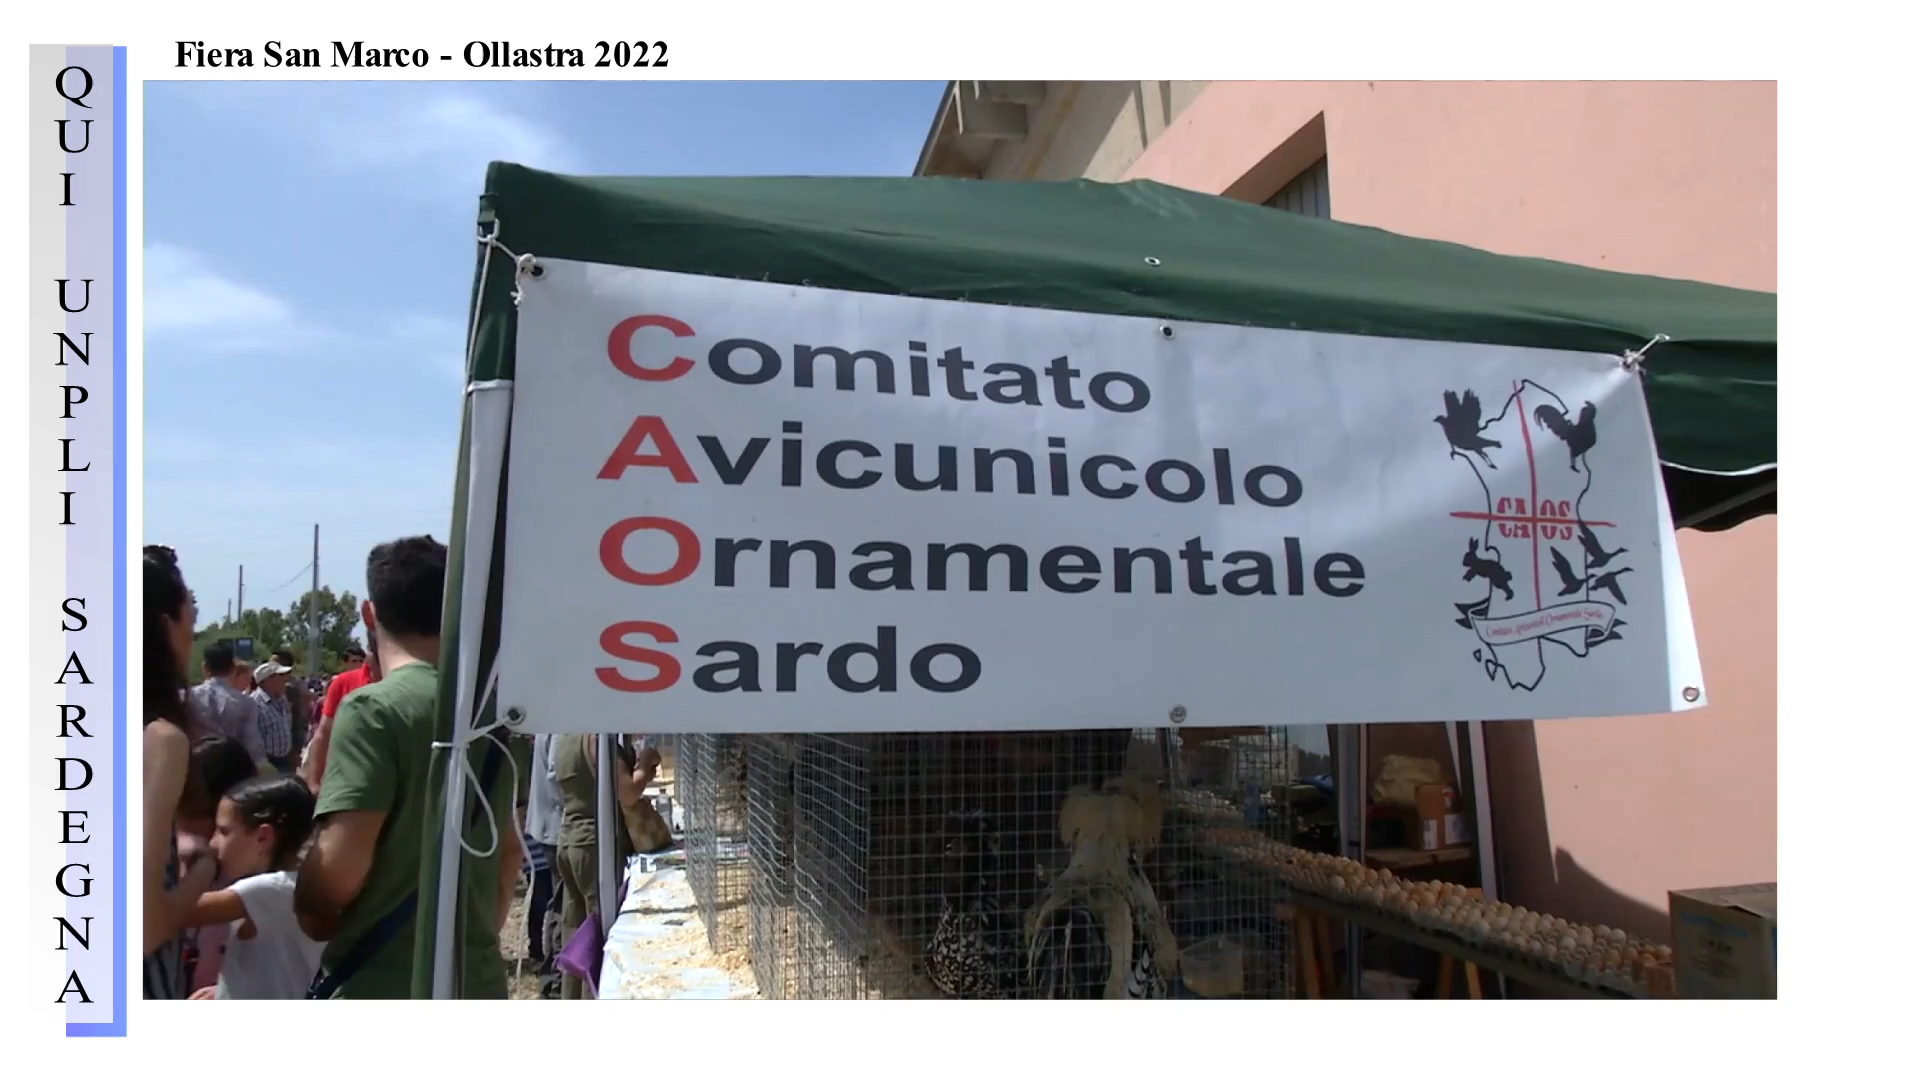 Fiera San Marco - Ollastra 2022
QUI UNPLI SARDEGNA
Comitato
Avicunicolo
Ornamentale
Sardo
CAOS